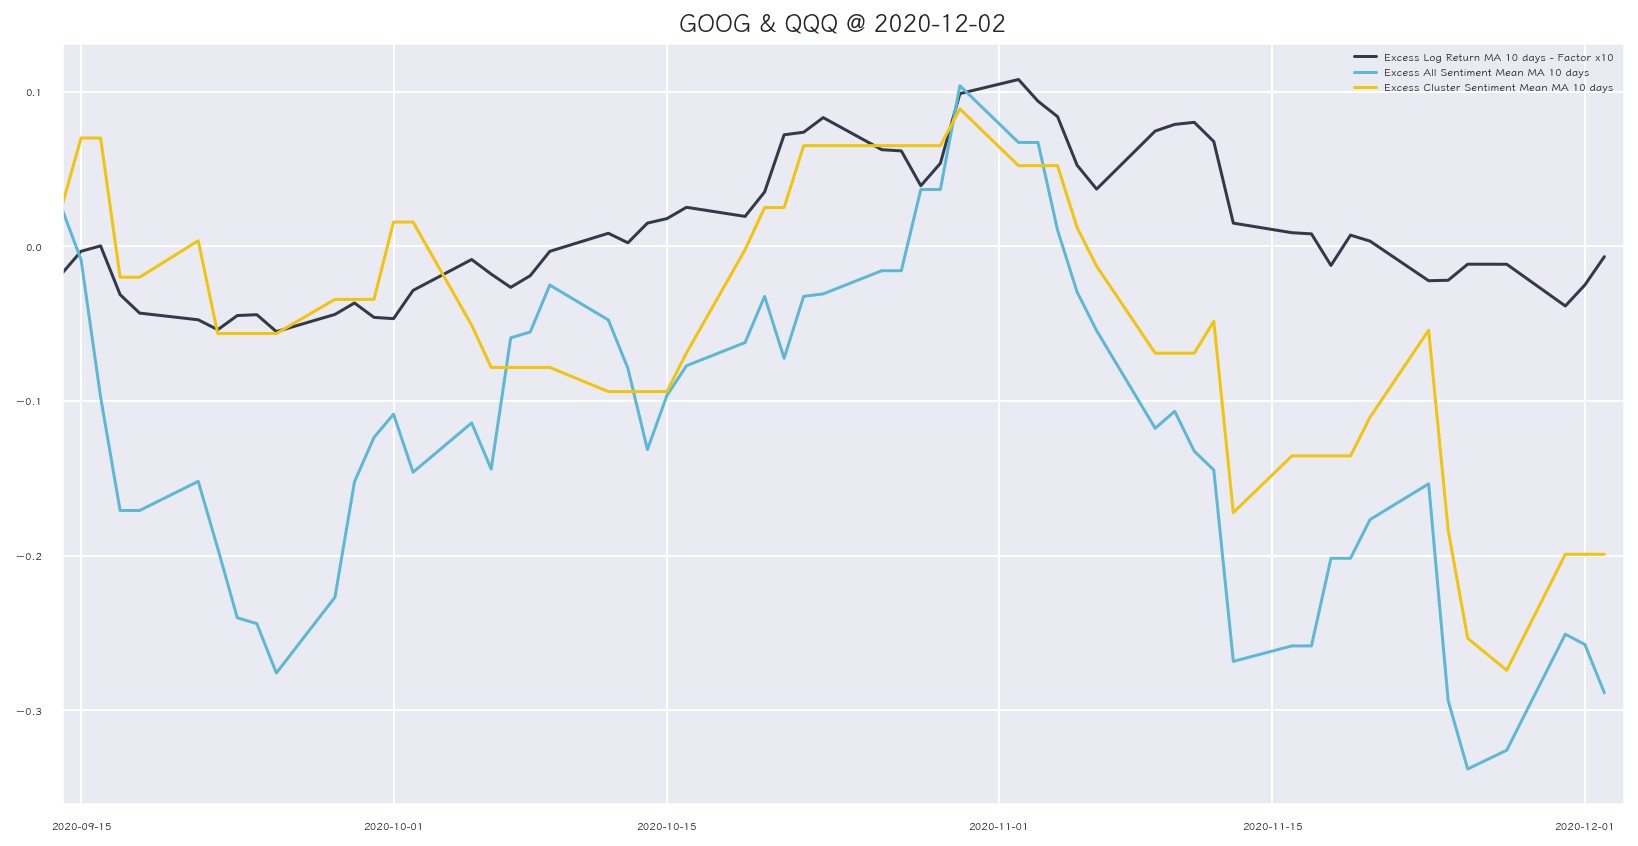 GOOG & QQQ @ 2020-12-02
Excess Log Return MA 10 days - Factor x10
Excess All Sentiment Mean MA 10 days
Excess Cluster Sentiment Mean MA 10 days
0.1
0.0
−0.1
−0.2
−0.3
2020-09-15 2020-10-01 2020-10-15 2020-11-01 2020-11-15 2020-12-01